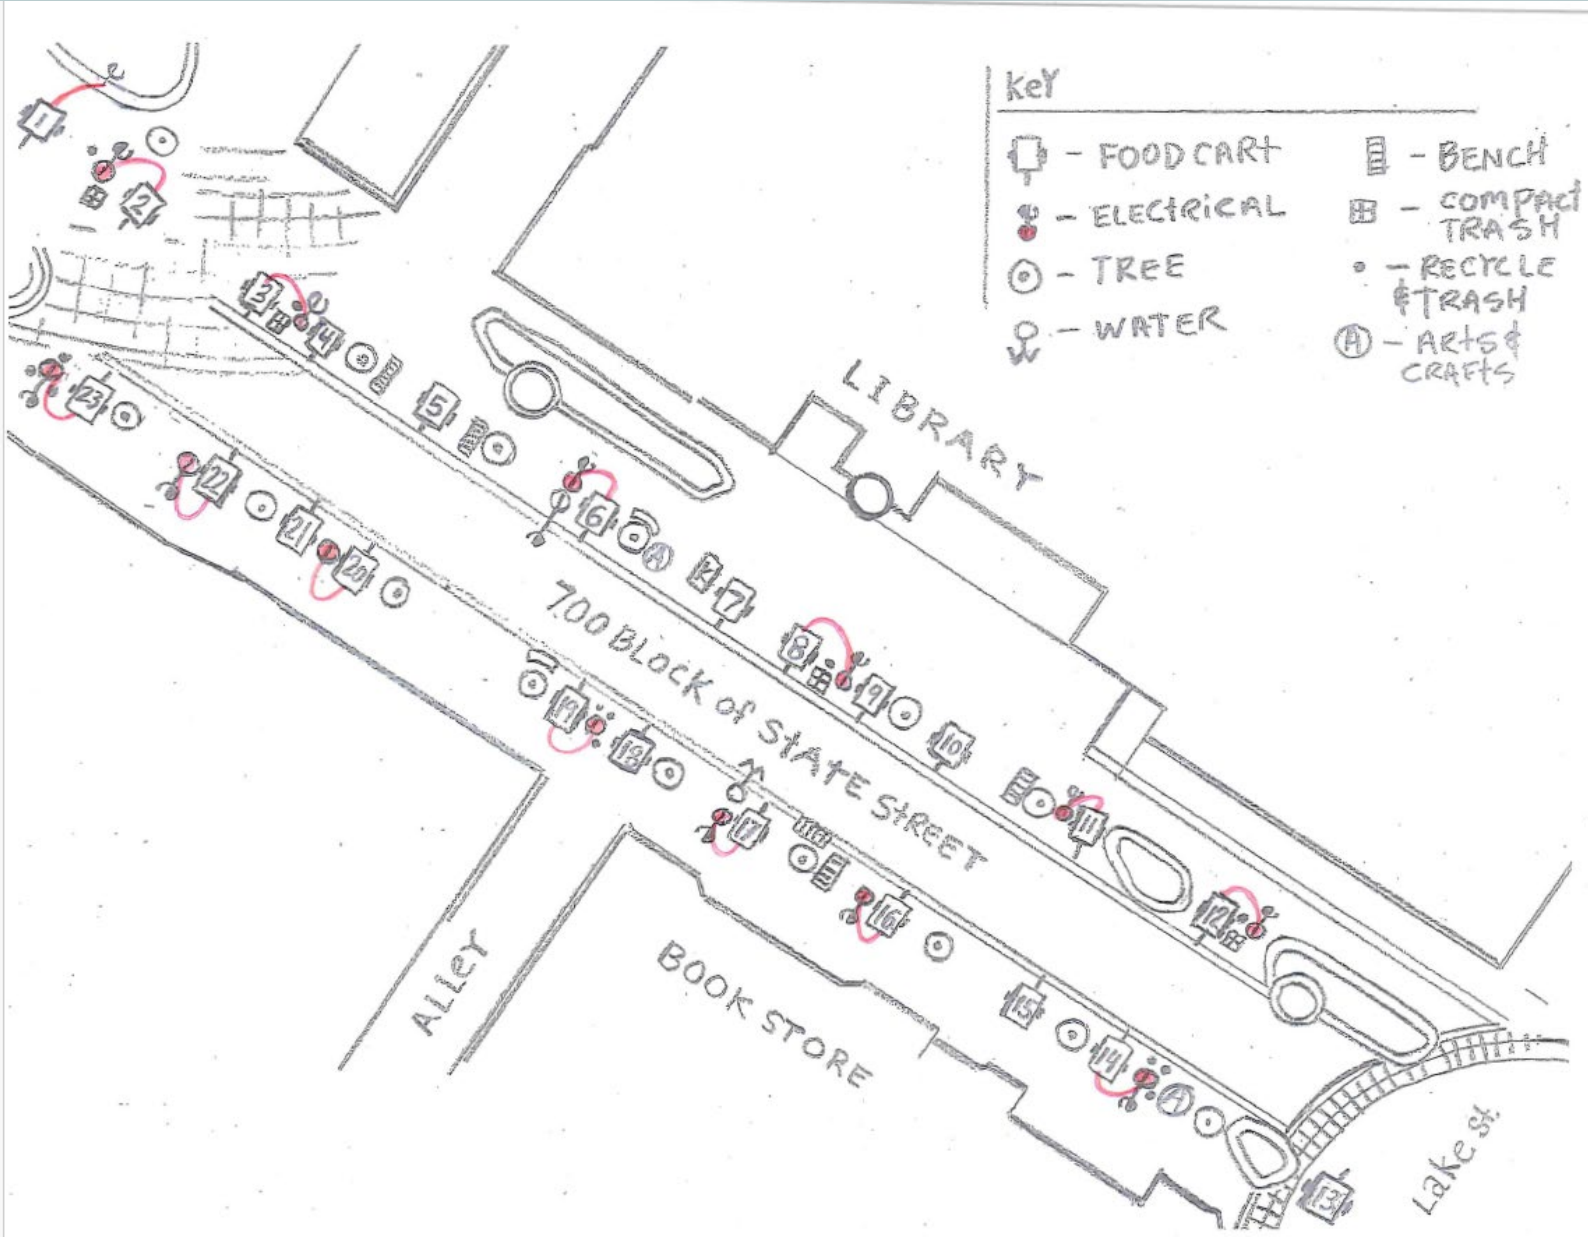 KEY
- FOOD CART
- ELECTRICAL
- TREE
- WATER
- BENCH
- COMPACT
TRASH
- RECYCLE
& TRASH
A - ARTS &
CRAFTS
1
2
3
4
5
6
A
7
8
9
10
11
12
LIBRARY
700 BLOCK of STATE STREET
23
22
21
20
19
18
17
16
15
14
A
13
ALLEY
BOOK STORE
Lake St.